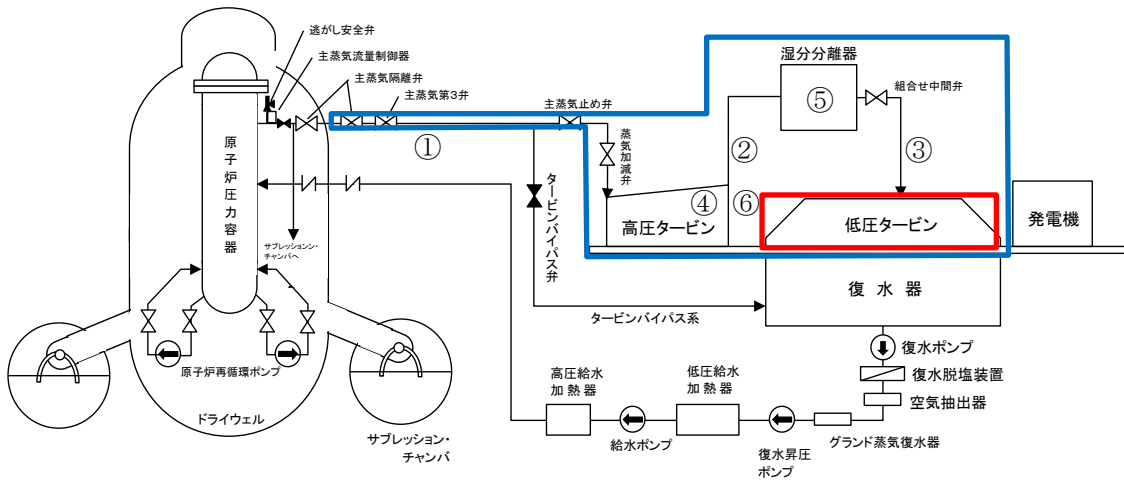 逃がし安全弁
主蒸気流量制御器
主蒸気隔離弁
主蒸気第3弁
主蒸気止め弁
湿分分離器
組合せ中間弁
⑤
①
②
③
蒸気加減弁
原子炉圧力容器
タービンバイパス弁
④
⑥
高圧タービン
低圧タービン
発電機
サブレッションン・
チャンバへ
復水器
タービンバイパス系
原子炉再循環ポンプ
復水ポンプ
復水脱塩装置
空気抽出器
高圧給水
加熱器
低圧給水
加熱器
ドライウェル
サブレッション・
チャンバ
給水ポンプ
復水昇圧
ポンプ
グランド蒸気復水器